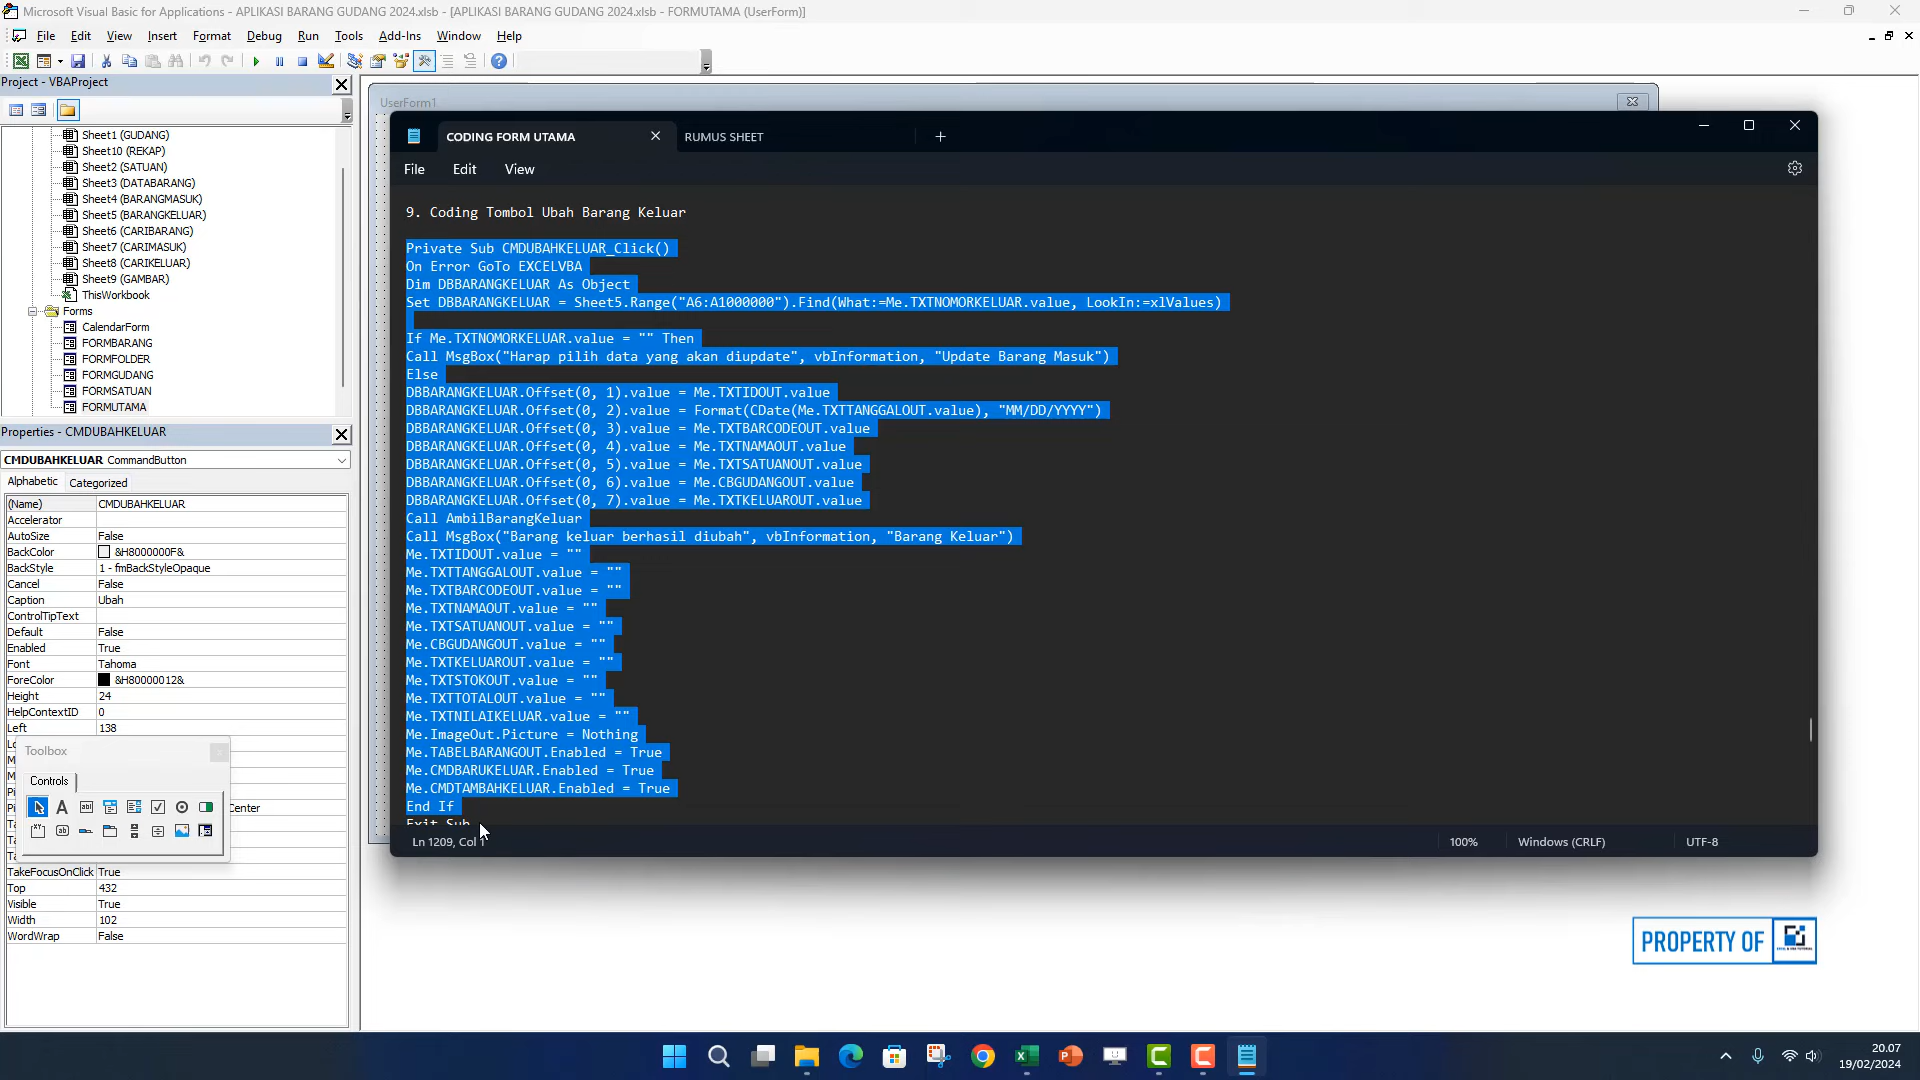 Microsoft Visual Basic for Applications - APLIKASI BARANG GUDANG 2024.xlsb - [APLIKASI BARANG GUDANG 2024.xlsb - FORMUTAMA (UserForm)]
File Edit View Insert Format Debug Run Tools Add-Ins Window Help
Project - VBAProject
Sheet1 (GUDANG)
Sheet10 (REKAP)
Sheet2 (SATUAN)
Sheet3 (DATABARANG)
Sheet4 (BARANGMASUK)
Sheet5 (BARANGKELUAR)
Sheet6 (CARIBARANG)
Sheet7 (CARIMASUK)
Sheet8 (CARIKELUAR)
Sheet9 (GAMBAR)
ThisWorkbook
Forms
CalendarForm
FORMBARANG
FORMFOLDER
FORMGUDANG
FORMSATUAN
FORMUTAMA
Properties - CMDUBAHKELUAR
CMDUBAHKELUAR CommandButton
Alphabetic Categorized
(Name) CMDUBAHKELUAR
Accelerator
AutoSize False
BackColor &H8000000F&
BackStyle 1 - fmBackStyleOpaque
Cancel False
Caption Ubah
ControlTipText
Default False
Enabled True
Font Tahoma
ForeColor &H80000012&
Height 24
HelpContextID 0
Left 138
Toolbox
Controls
Center
TakeFocusOnClick True
Top 432
Visible True
Width 102
WordWrap False
UserForm1
CODING FORM UTAMA
RUMUS SHEET
File Edit View
9. Coding Tombol Ubah Barang Keluar
Private Sub CMDUBAHKELUAR_Click()
On Error GoTo EXCELVBA
Dim DBBARANGKELUAR As Object
Set DBBARANGKELUAR = Sheet5.Range("A6:A1000000").Find(What:=Me.TXTNOMORKELUAR.value, LookIn:=xlValues)
If Me.TXTNOMORKELUAR.value = "" Then
Call MsgBox("Harap pilih data yang akan diupdate", vbInformation, "Update Barang Masuk")
Else
DBBARANGKELUAR.Offset(0, 1).value = Me.TXTIDOUT.value
DBBARANGKELUAR.Offset(0, 2).value = Format(CDate(Me.TXTTANGGALOUT.value), "MM/DD/YYYY")
DBBARANGKELUAR.Offset(0, 3).value = Me.TXTBARCODEOUT.value
DBBARANGKELUAR.Offset(0, 4).value = Me.TXTNAMAOUT.value
DBBARANGKELUAR.Offset(0, 5).value = Me.TXTSATUANOUT.value
DBBARANGKELUAR.Offset(0, 6).value = Me.CBGUDANGOUT.value
DBBARANGKELUAR.Offset(0, 7).value = Me.TXTKELUAROUT.value
Call AmbilBarangKeluar
Call MsgBox("Barang keluar berhasil diubah", vbInformation, "Barang Keluar")
Me.TXTIDOUT.value = ""
Me.TXTTANGGALOUT.value = ""
Me.TXTBARCODEOUT.value = ""
Me.TXTNAMAOUT.value = ""
Me.TXTSATUANOUT.value = ""
Me.CBGUDANGOUT.value = ""
Me.TXTKELUAROUT.value = ""
Me.TXTSTOKOUT.value = ""
Me.TXTTOTALOUT.value = ""
Me.TXTNILAIKELUAR.value = ""
Me.ImageOut.Picture = Nothing
Me.TABELBARANGOUT.Enabled = True
Me.CMDBARUKELUAR.Enabled = True
Me.CMDTAMBAHKELUAR.Enabled = True
End If
Exit Sub
Ln 1209, Col 1
100%
Windows (CRLF)
UTF-8
PROPERTY OF
20.07
19/02/2024